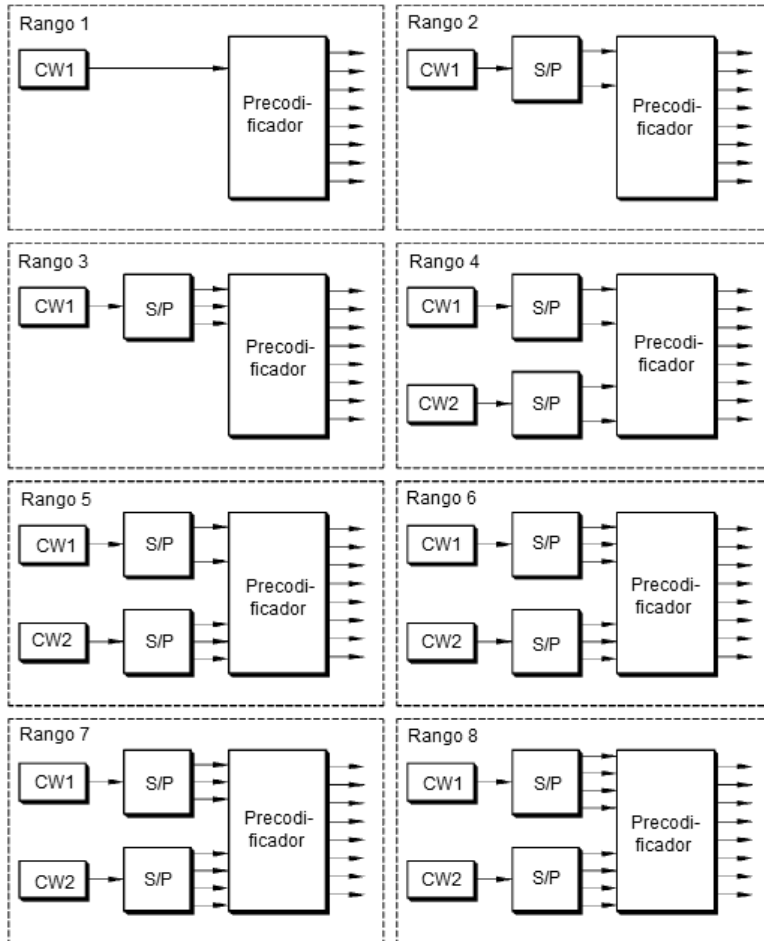 Rango 1
CW1
Precodi-
ficador
Rango 2
CW1
S/P
Precodi-
ficador
Rango 3
CW1
S/P
Precodi-
ficador
Rango 4
CW1
S/P
Precodi-
ficador
CW2
S/P
Rango 5
CW1
S/P
Precodi-
ficador
CW2
S/P
Rango 6
CW1
S/P
Precodi-
ficador
CW2
S/P
Rango 7
CW1
S/P
Precodi-
ficador
CW2
S/P
Rango 8
CW1
S/P
Precodi-
ficador
CW2
S/P